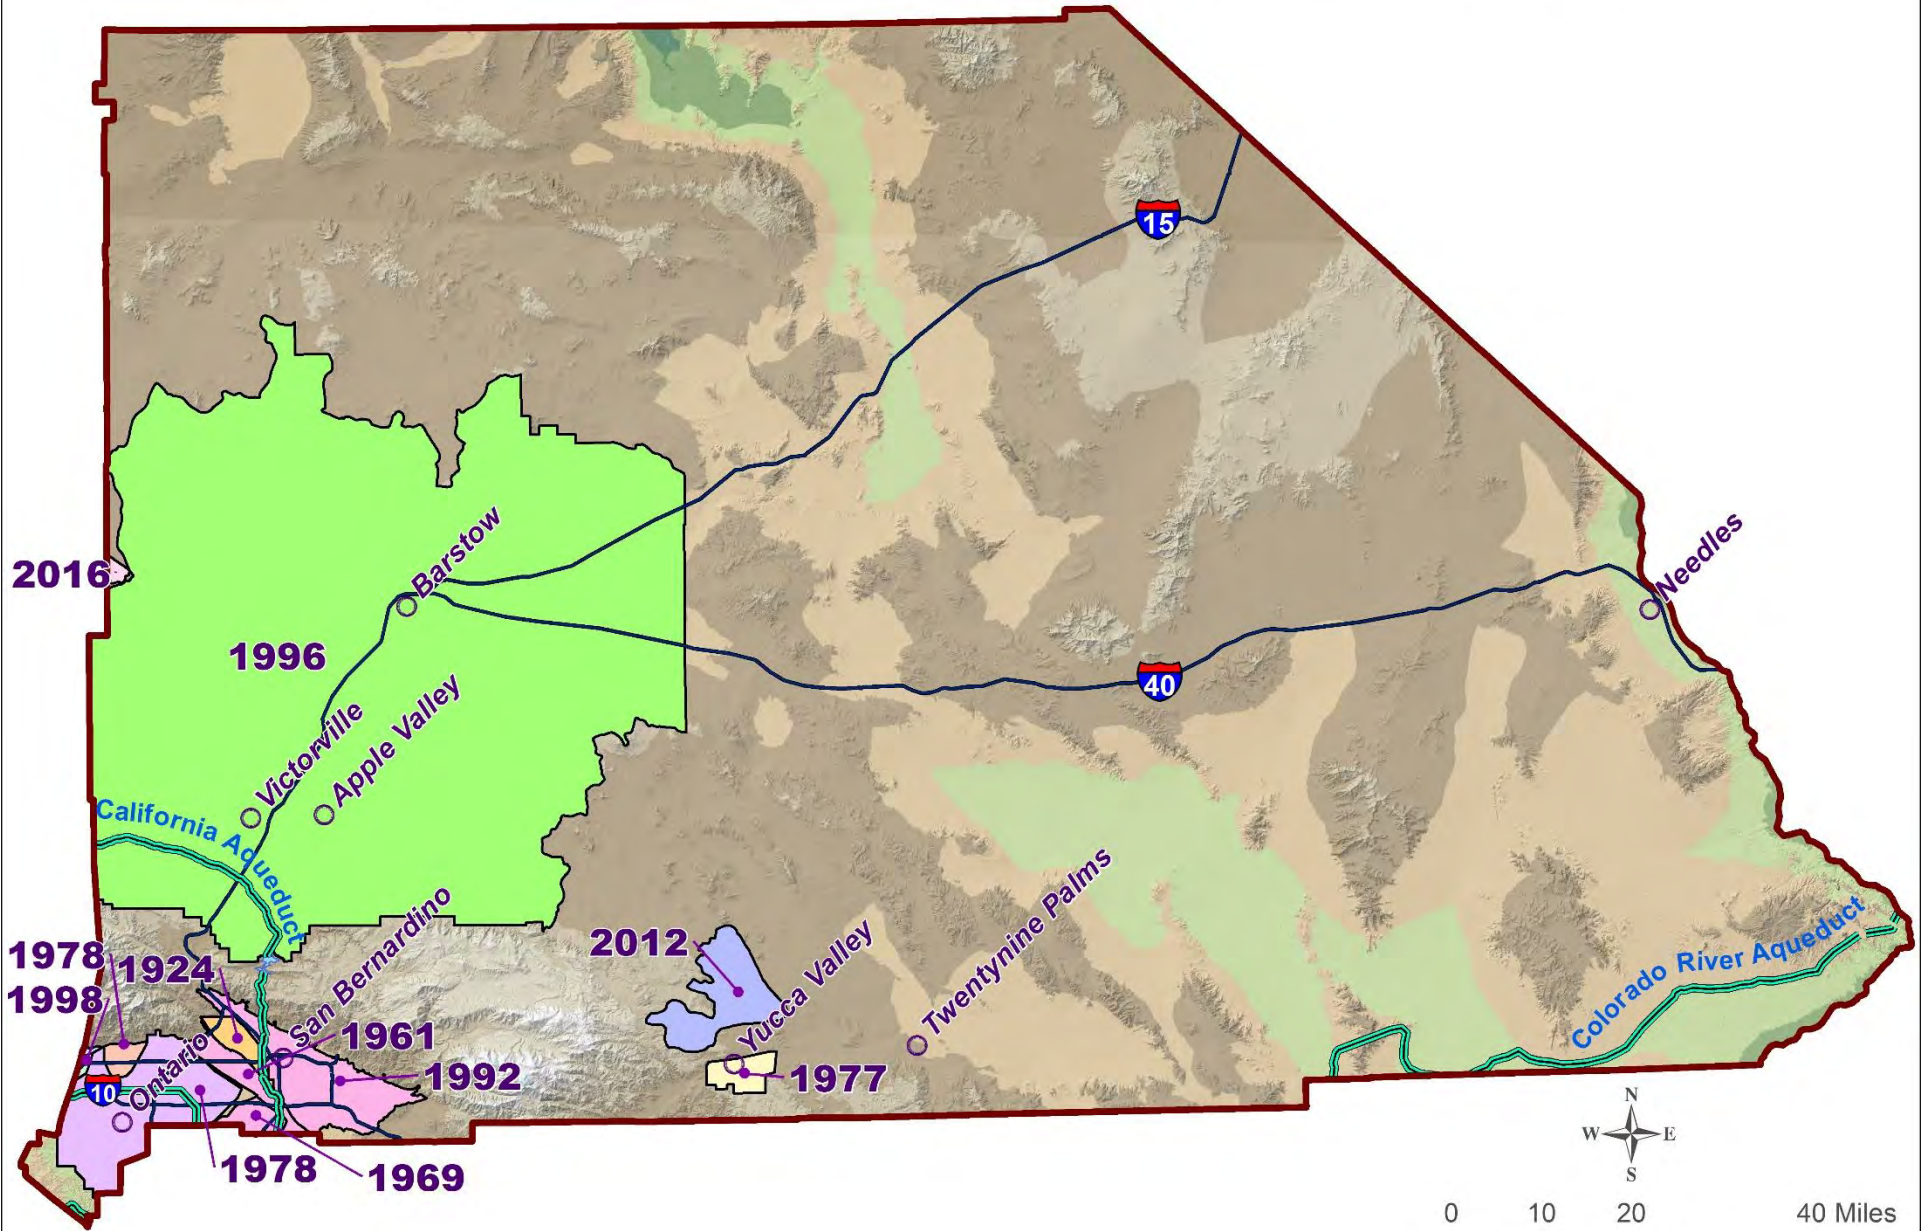 15
Barstow
2016
Needles
1996
40
Victorville
Apple Valley
California Aqueduct
San Bernardino
2012
Yucca Valley
Twentynine Palms
Colorado River Aqueduct
1978
1924
1998
1961
1992
1977
10
Ontario
1978
1969
N
W E
S
0 10 20 40 Miles